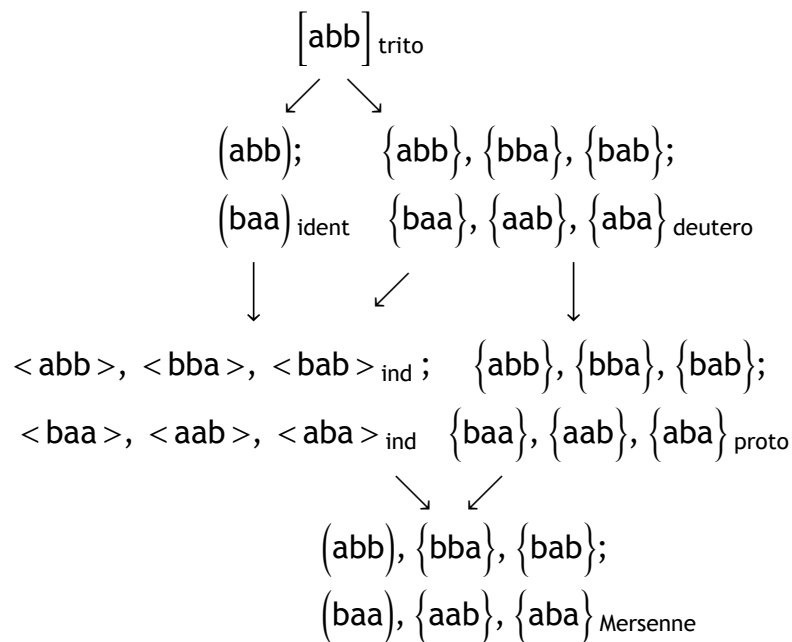 [abb] trito
(abb); {abb}, {bba}, {bab};
(baa) ident {baa}, {aab}, {aba} deutero
<abb>, <bba>, <bab> ind ; {abb}, {bba}, {bab};
<baa>, <aab>, <aba> ind {baa}, {aab}, {aba} proto
(abb), {bba}, {bab};
(baa), {aab}, {aba} Mersenne